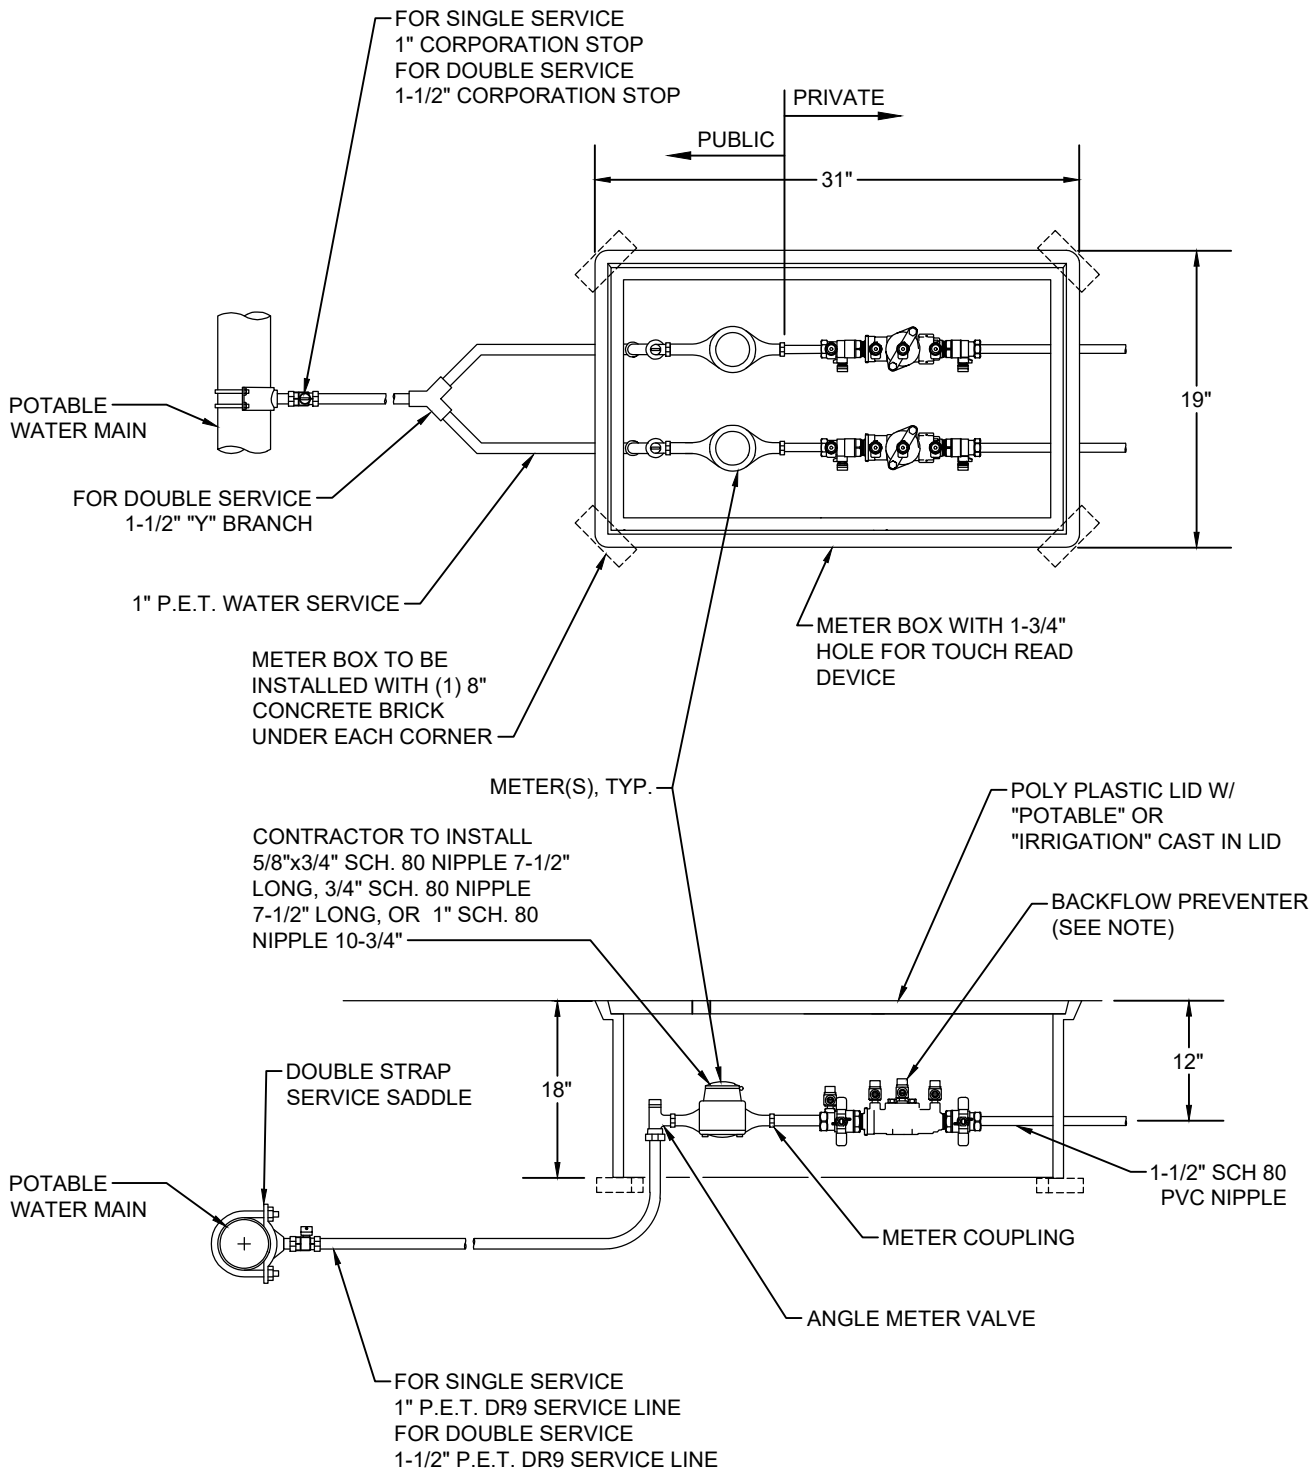 FOR SINGLE SERVICE
1" CORPORATION STOP
FOR DOUBLE SERVICE
1-1/2" CORPORATION STOP
PRIVATE
PUBLIC
31"
19"
POTABLE
WATER MAIN
FOR DOUBLE SERVICE
1-1/2" "Y" BRANCH
1" P.E.T. WATER SERVICE
METER BOX WITH 1-3/4"
HOLE FOR TOUCH READ
DEVICE
METER BOX TO BE
INSTALLED WITH (1) 8"
CONCRETE BRICK
UNDER EACH CORNER
METER(S), TYP.
POLY PLASTIC LID W/
"POTABLE" OR
"IRRIGATION" CAST IN LID
CONTRACTOR TO INSTALL
5/8"x3/4" SCH. 80 NIPPLE 7-1/2"
LONG, 3/4" SCH. 80 NIPPLE
7-1/2" LONG, OR 1" SCH. 80
NIPPLE 10-3/4"
BACKFLOW PREVENTER
(SEE NOTE)
18"
12"
DOUBLE STRAP
SERVICE SADDLE
POTABLE
WATER MAIN
1-1/2" SCH 80
PVC NIPPLE
METER COUPLING
ANGLE METER VALVE
FOR SINGLE SERVICE
1" P.E.T. DR9 SERVICE LINE
FOR DOUBLE SERVICE
1-1/2" P.E.T. DR9 SERVICE LINE